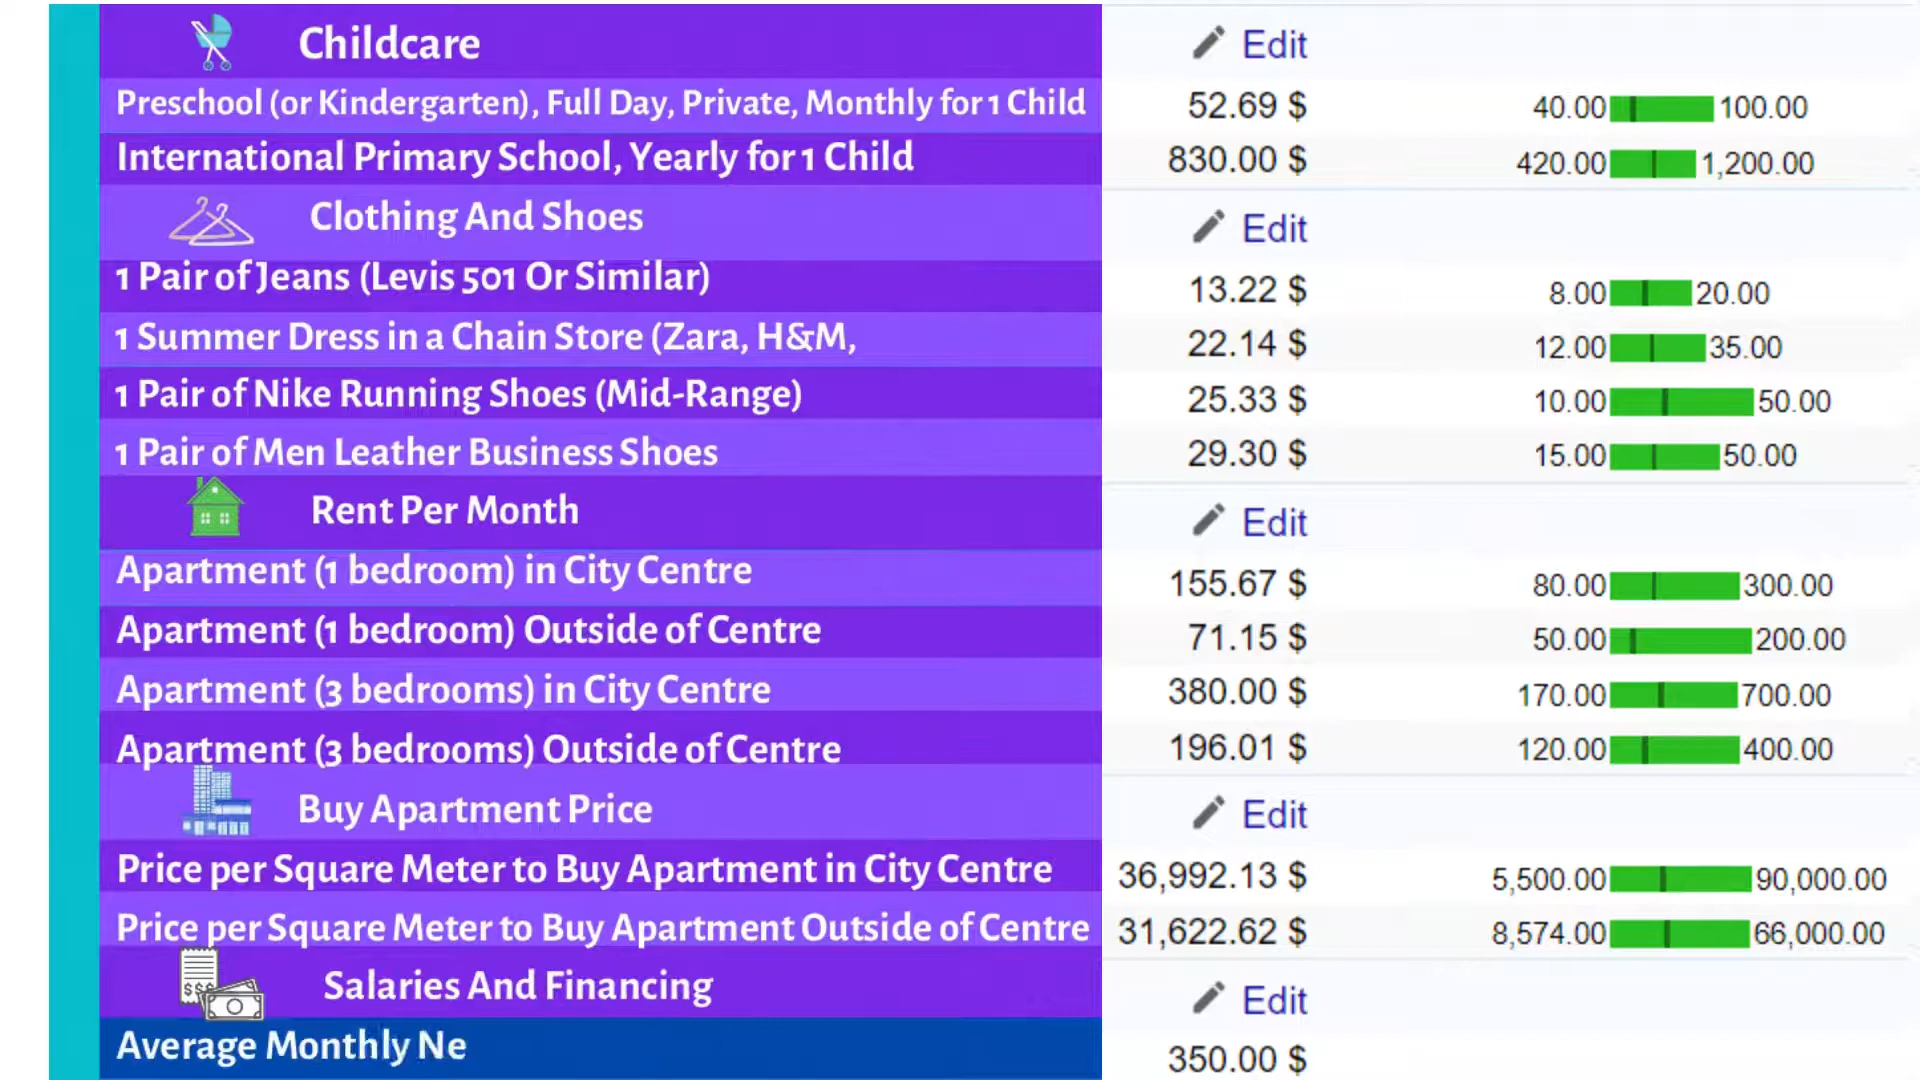 Childcare Edit
Preschool (or Kindergarten), Full Day, Private, Monthly for 1 Child 52.69 $ 40.00 100.00
International Primary School, Yearly for 1 Child 830.00 $ 420.00 1,200.00
Clothing And Shoes Edit
1 Pair of Jeans (Levis 501 Or Similar) 13.22 $ 8.00 20.00
1 Summer Dress in a Chain Store (Zara, H&M, 22.14 $ 12.00 35.00
1 Pair of Nike Running Shoes (Mid-Range) 25.33 $ 10.00 50.00
1 Pair of Men Leather Business Shoes 29.30 $ 15.00 50.00
Rent Per Month Edit
Apartment (1 bedroom) in City Centre 155.67 $ 80.00 300.00
Apartment (1 bedroom) Outside of Centre 71.15 $ 50.00 200.00
Apartment (3 bedrooms) in City Centre 380.00 $ 170.00 700.00
Apartment (3 bedrooms) Outside of Centre 196.01 $ 120.00 400.00
Buy Apartment Price Edit
Price per Square Meter to Buy Apartment in City Centre 36,992.13 $ 5,500.00 90,000.00
Price per Square Meter to Buy Apartment Outside of Centre 31,622.62 $ 8,574.00 66,000.00
$$$ Salaries And Financing Edit
Average Monthly Ne 350.00 $